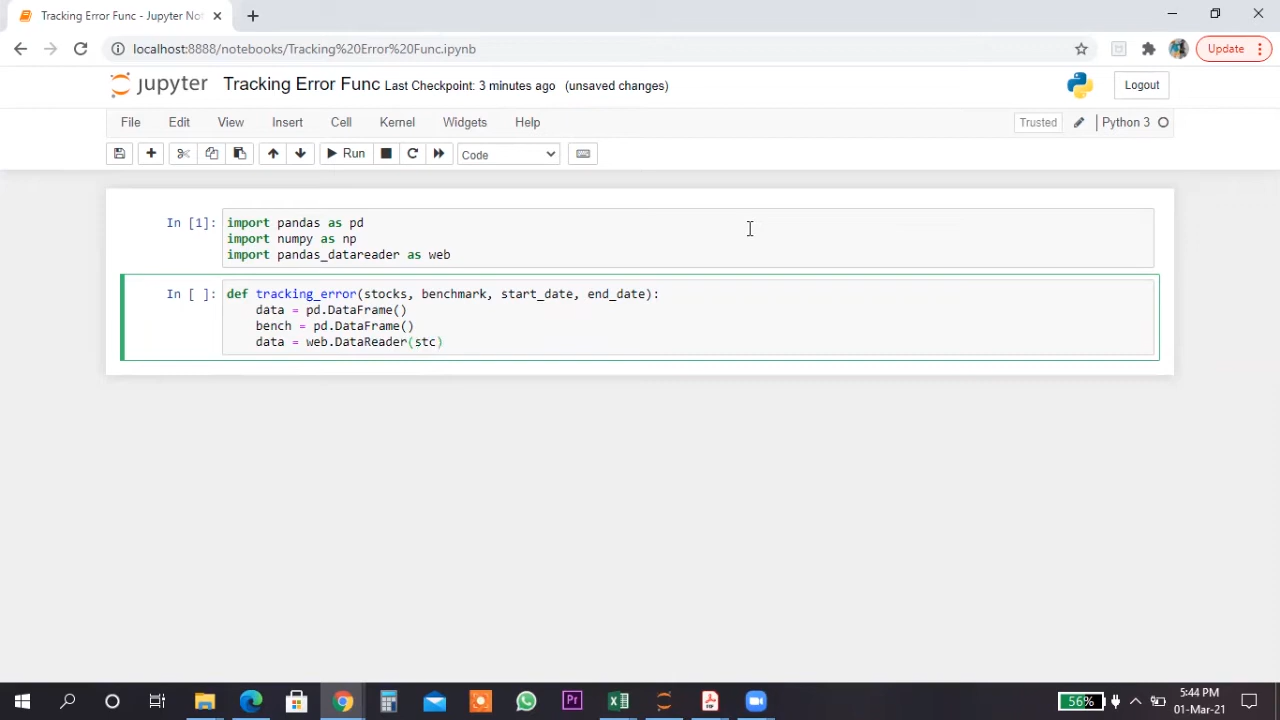 Tracking Error Func - Jupyter Not
localhost:8888/notebooks/Tracking%20Error%20Func.ipynb
Update
jupyter Tracking Error Func Last Checkpoint: 3 minutes ago (unsaved changes)
Logout
File Edit View Insert Cell Kernel Widgets Help
Trusted
Python 3
Run
Code
In [1]:
import pandas as pd
import numpy as np
import pandas_datareader as web
In [ ]:
def tracking_error(stocks, benchmark, start_date, end_date):
data = pd.DataFrame()
bench = pd.DataFrame()
data = web.DataReader(stc)
Pr
56%
5:44 PM
01-Mar-21